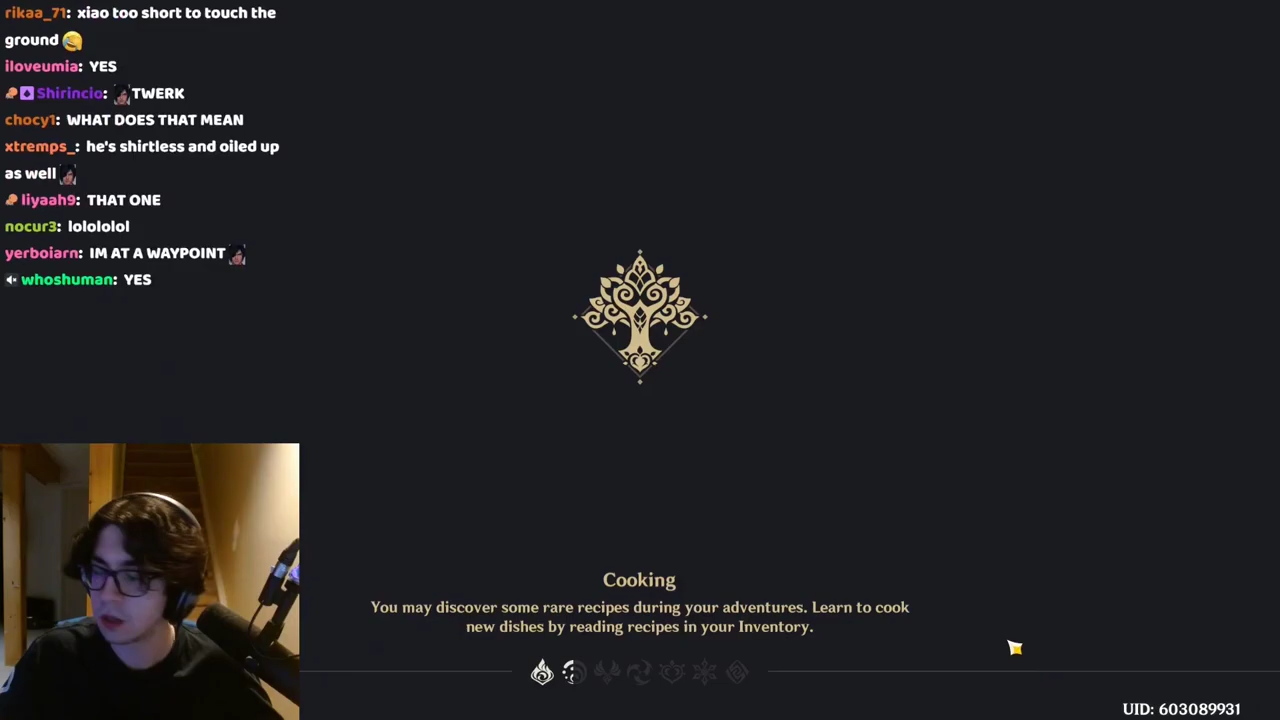 rikaa_71: xiao too short to touch the
ground
iloveumia: YES
Shirincio: TWERK
chocy1: WHAT DOES THAT MEAN
xtremps_: he's shirtless and oiled up
as well
liyaah9: THAT ONE
nocur3: lolololol
yerboiarn: IM AT A WAYPOINT
whoshuman: YES
Cooking
You may discover some rare recipes during your adventures. Learn to cook
new dishes by reading recipes in your Inventory.
UID: 603089931